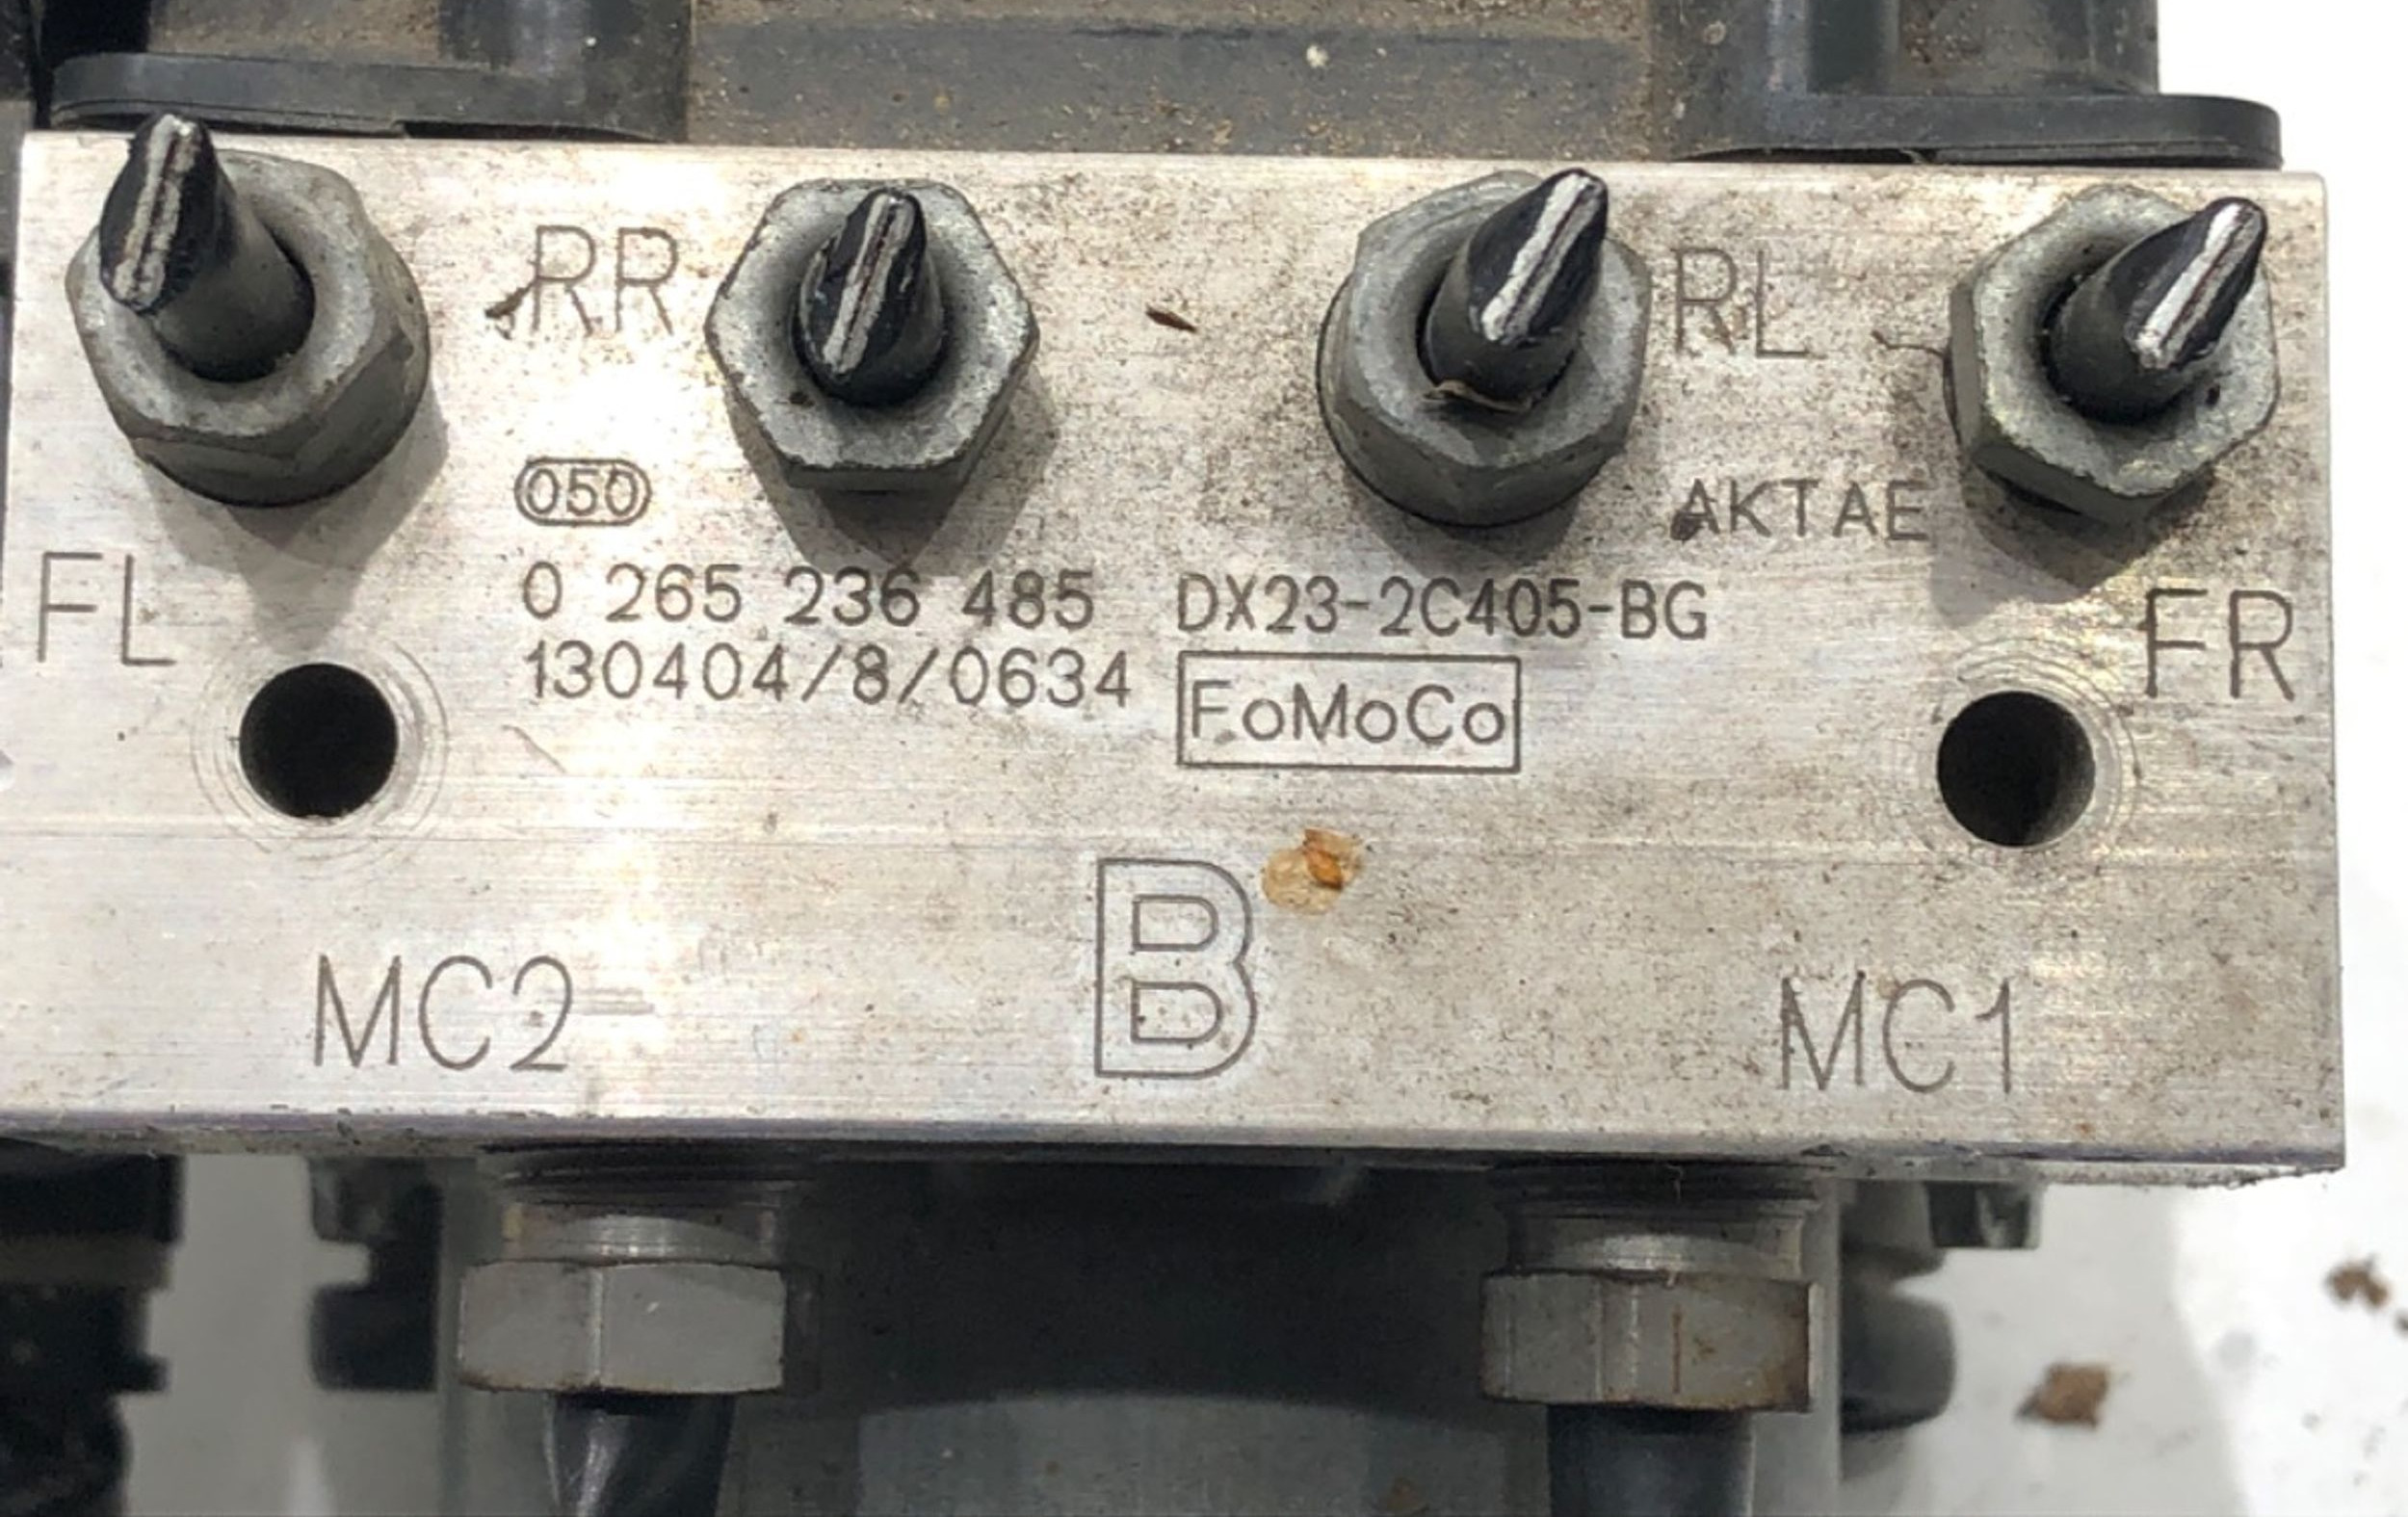 RR
RL
050
AKTAE
FL
0 265 236 485 DX23-2C405-BG
FR
130404/8/0634
FoMoCo
B
MC2
MC1